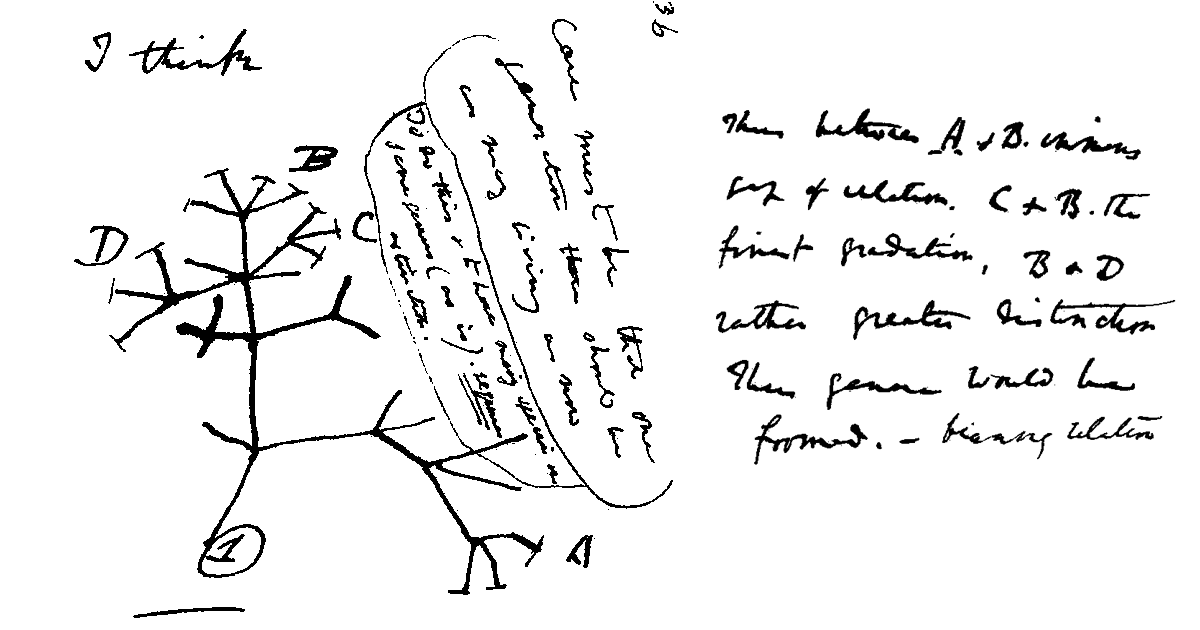 I think
36
Case must be that one
generation then should be
as many living as now
To do this & to have many species in
same genus (as is). requires
extinction.
B
C
D
A
1
Thus between A & B. immens
gap of relation. C & B. The
finest gradation, B & D
rather greater distinction
Thus genera would be
formed. — bearing relation